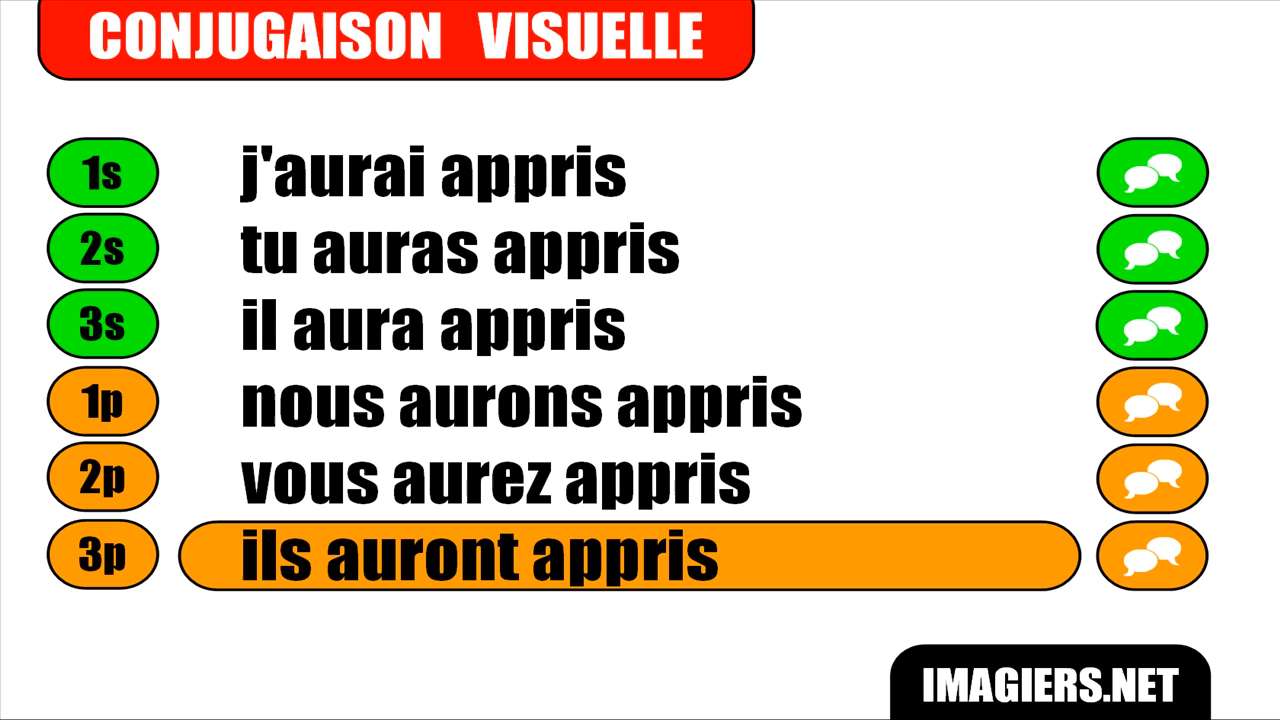 CONJUGAISON VISUELLE
1s j'aurai appris
2s tu auras appris
3s il aura appris
1p nous aurons appris
2p vous aurez appris
3p ils auront appris
IMAGIERS.NET